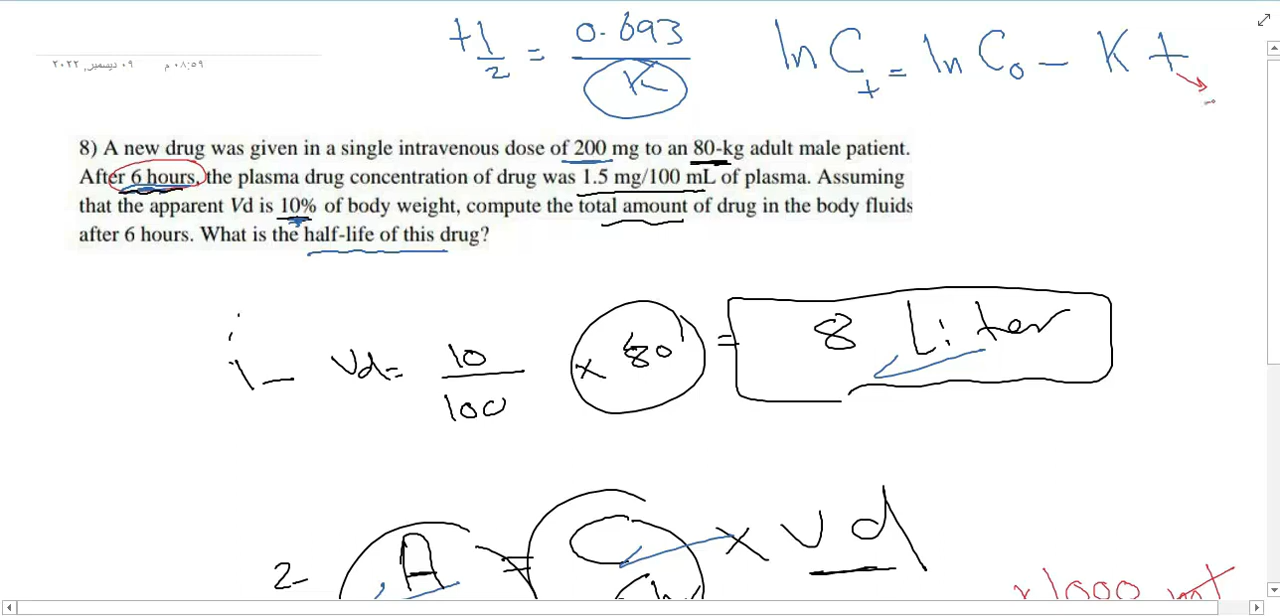 t1/2 = 0.693 / K    ln Ct = ln C0 - Kt
٠٩ ديسمبر, ٢٠٢٢    ٠٨:٥٩ م
8) A new drug was given in a single intravenous dose of 200 mg to an 80-kg adult male patient.
After 6 hours, the plasma drug concentration of drug was 1.5 mg/100 mL of plasma. Assuming
that the apparent Vd is 10% of body weight, compute the total amount of drug in the body fluids
after 6 hours. What is the half-life of this drug?
1- Vd = 10/100 × 80 = 8 Liter
2- A = C × Vd